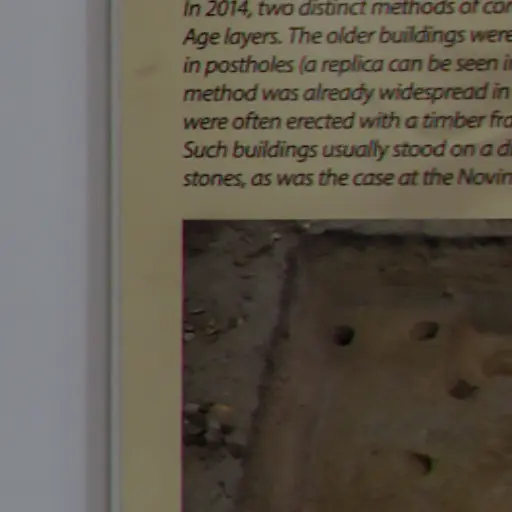 In 2014, two distinct methods of con
Age layers. The older buildings were
in postholes (a replica can be seen in
method was already widespread in
were often erected with a timber fra
Such buildings usually stood on a d
stones, as was the case at the Novin